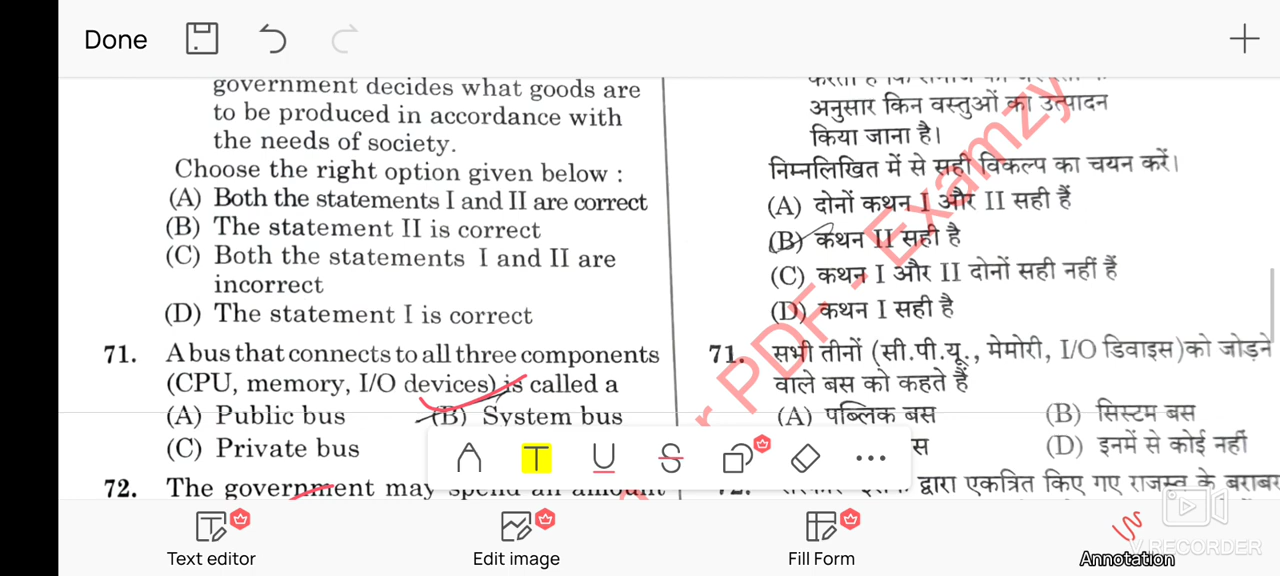 Done
government decides what goods are
to be produced in accordance with
the needs of society.
Choose the right option given below :
(A) Both the statements I and II are correct
(B) The statement II is correct
(C) Both the statements I and II are
incorrect
(D) The statement I is correct
71. A bus that connects to all three components
(CPU, memory, I/O devices) is called a
(A) Public bus (B) System bus
(C) Private bus
72. The government may spend an amount
अनुसार किन वस्तुओं का उत्पादन
किया जाना है।
निम्नलिखित में से सही विकल्प का चयन करें।
(A) दोनों कथन I और II सही हैं
(B) कथन II सही है
(C) कथन I और II दोनों सही नहीं हैं
(D) कथन I सही है
71. सभी तीनों (सी.पी.यू., मेमोरी, I/O डिवाइस)को जोड़ने
वाले बस को कहते हैं
(A) पब्लिक बस (B) सिस्टम बस
स (D) इनमें से कोई नहीं
द्वारा एकत्रित किए गए राजस्व के बराबर
r PDF - Examzy
T U S
Text editor Edit image Fill Form Annotation
V RECORDER